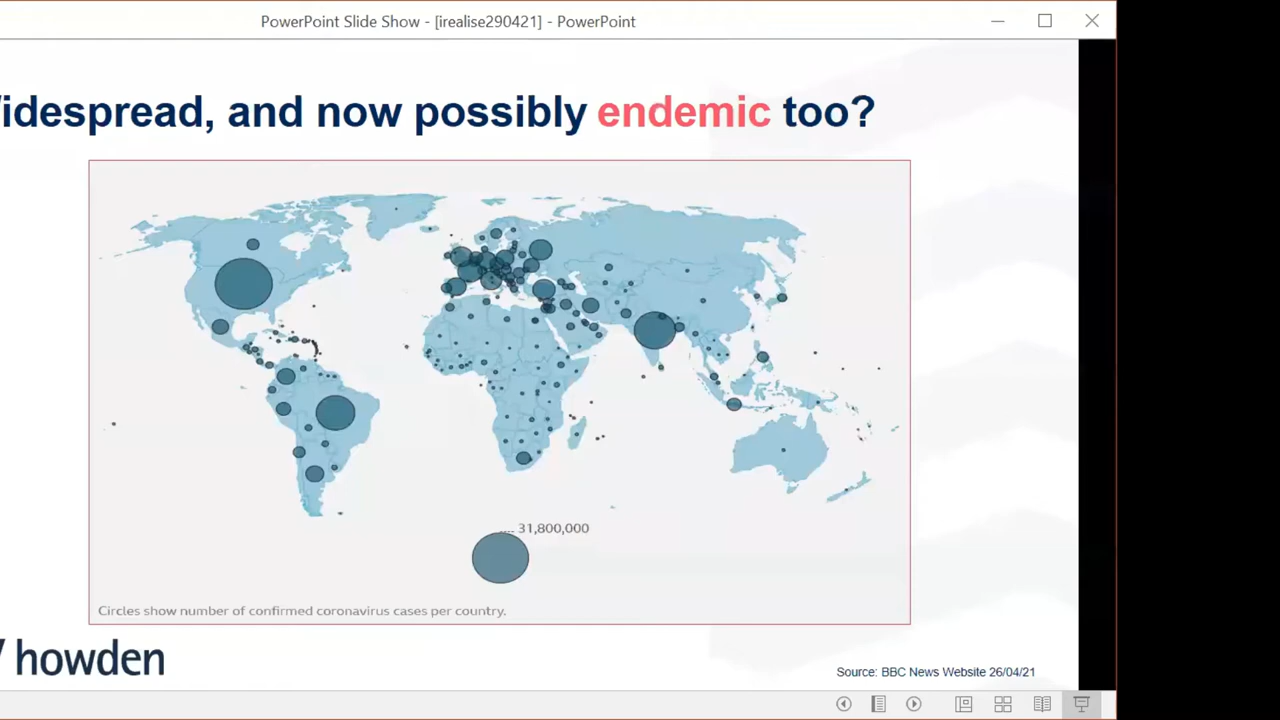 PowerPoint Slide Show - [irealise290421] - PowerPoint
idespread, and now possibly endemic too?
31,800,000
Circles show number of confirmed coronavirus cases per country.
howden
Source: BBC News Website 26/04/21